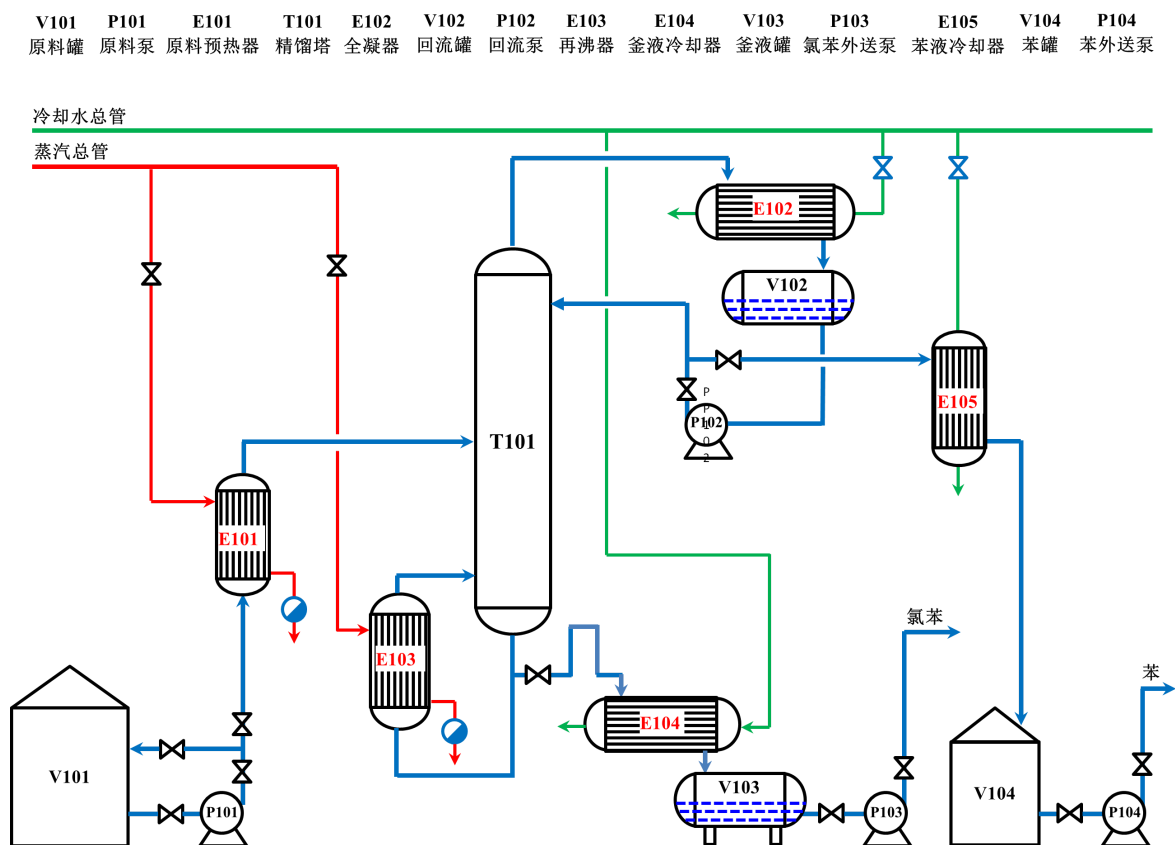 V101 P101 E101 T101 E102 V102 P102 E103 E104 V103 P103 E105 V104 P104
原料罐 原料泵 原料预热器 精馏塔 全凝器 回流罐 回流泵 再沸器 釜液冷却器 釜液罐 氯苯外送泵 苯液冷却器 苯罐 苯外送泵
冷却水总管
蒸汽总管
E102
V102
E105
P
P
1
0
2
P102
T101
E101
氯苯
E103
苯
E104
V101
V103
V104
P101
P103
P104